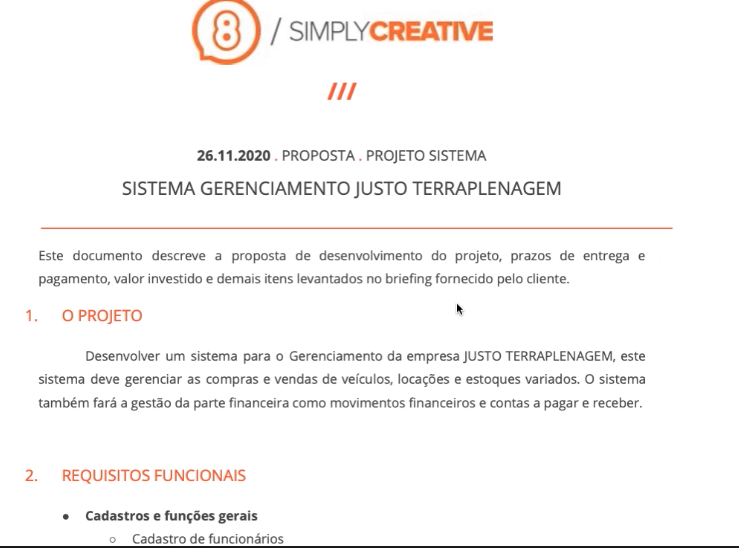 8 / SIMPLYCREATIVE
///
26.11.2020 . PROPOSTA . PROJETO SISTEMA
SISTEMA GERENCIAMENTO JUSTO TERRAPLENAGEM
Este documento descreve a proposta de desenvolvimento do projeto, prazos de entrega e
pagamento, valor investido e demais itens levantados no briefing fornecido pelo cliente.
1. O PROJETO
Desenvolver um sistema para o Gerenciamento da empresa JUSTO TERRAPLENAGEM, este
sistema deve gerenciar as compras e vendas de veículos, locações e estoques variados. O sistema
também fará a gestão da parte financeira como movimentos financeiros e contas a pagar e receber.
2. REQUISITOS FUNCIONAIS
● Cadastros e funções gerais
○ Cadastro de funcionários